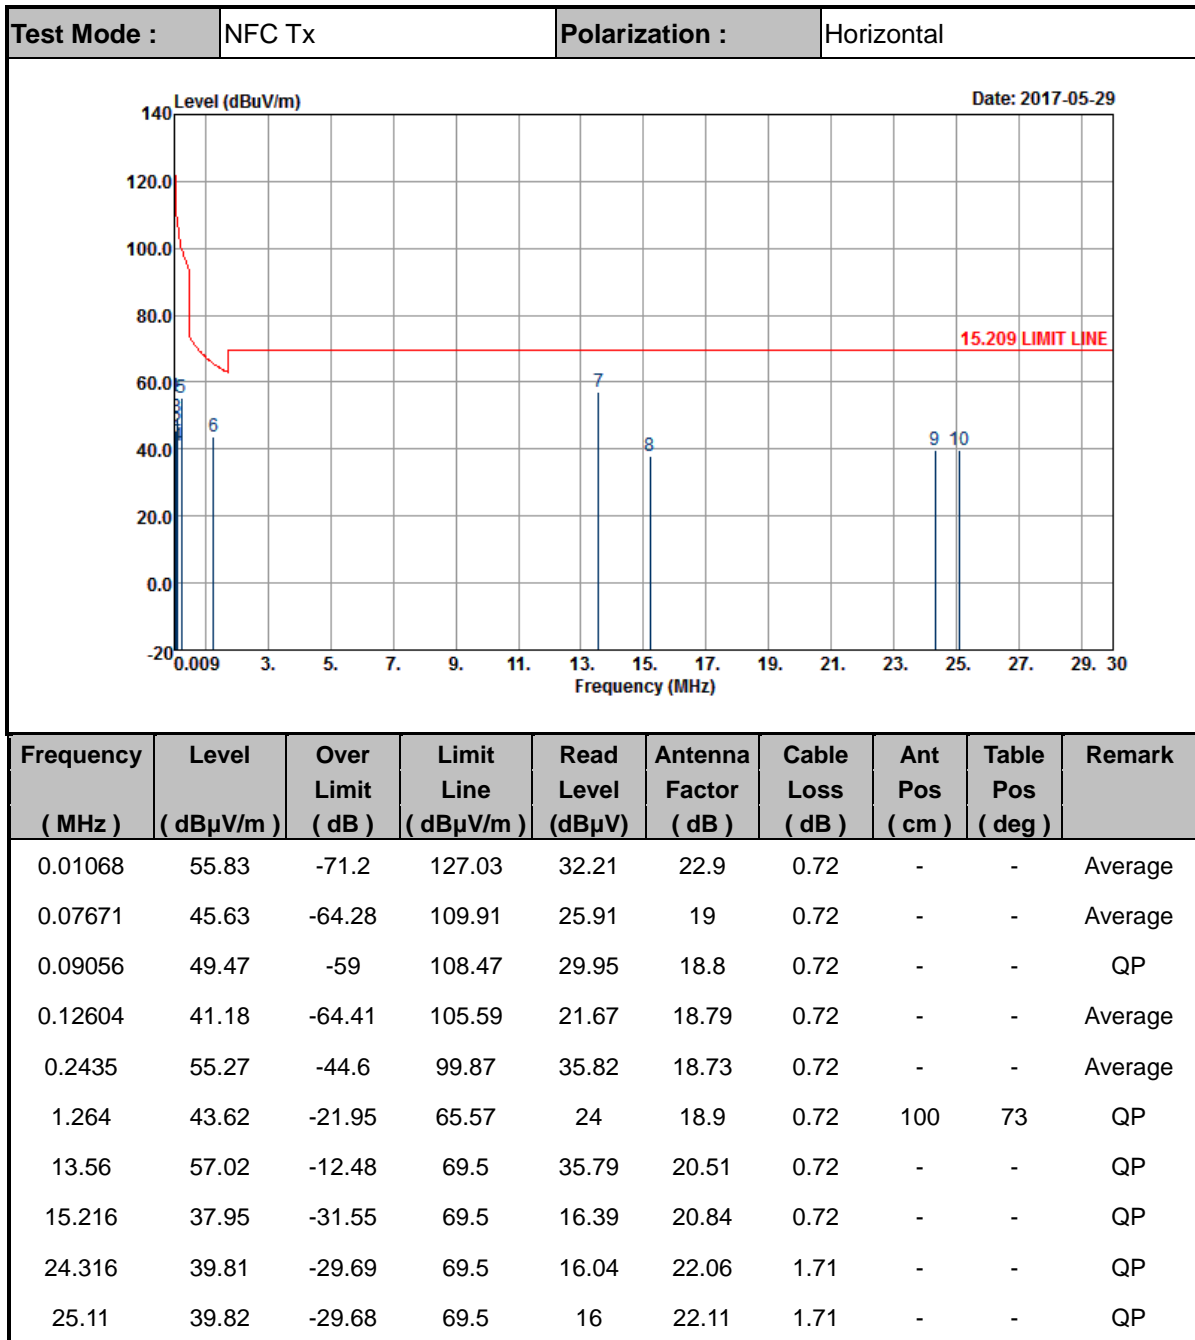 Test Mode : NFC Tx Polarization : Horizontal
Level (dBuV/m) Date: 2017-05-29
140
120.0
100.0
80.0
15.209 LIMIT LINE
60.0
5 7
6
40.0
8 9 10
20.0
0.0
-20
0.009 3. 5. 7. 9. 11. 13. 15. 17. 19. 21. 23. 25. 27. 29. 30
Frequency (MHz)
Frequency Level Over Limit Read Antenna Cable Ant Table Remark
Limit Line Level Factor Loss Pos Pos
( MHz ) ( dBµV/m ) ( dB ) ( dBµV/m ) (dBµV) ( dB ) ( dB ) ( cm ) ( deg )
0.01068 55.83 -71.2 127.03 32.21 22.9 0.72 - - Average
0.07671 45.63 -64.28 109.91 25.91 19 0.72 - - Average
0.09056 49.47 -59 108.47 29.95 18.8 0.72 - - QP
0.12604 41.18 -64.41 105.59 21.67 18.79 0.72 - - Average
0.2435 55.27 -44.6 99.87 35.82 18.73 0.72 - - Average
1.264 43.62 -21.95 65.57 24 18.9 0.72 100 73 QP
13.56 57.02 -12.48 69.5 35.79 20.51 0.72 - - QP
15.216 37.95 -31.55 69.5 16.39 20.84 0.72 - - QP
24.316 39.81 -29.69 69.5 16.04 22.06 1.71 - - QP
25.11 39.82 -29.68 69.5 16 22.11 1.71 - - QP